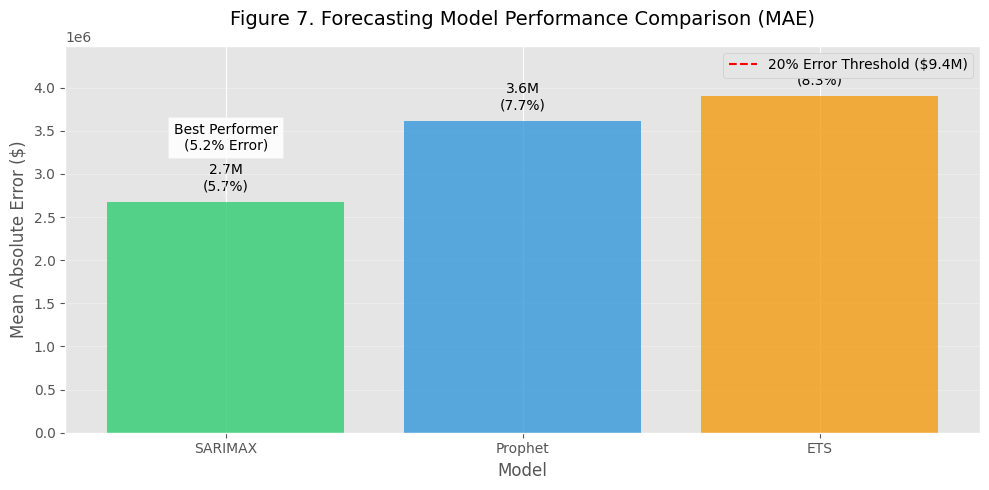 Figure 7. Forecasting Model Performance Comparison (MAE)
1e6
20% Error Threshold ($9.4M)
(8.3%)
4.0
3.5
3.0
2.5
2.0
1.5
1.0
0.5
0.0
Mean Absolute Error ($)
Best Performer
(5.2% Error)
2.7M
(5.7%)
3.6M
(7.7%)
SARIMAX
Prophet
ETS
Model